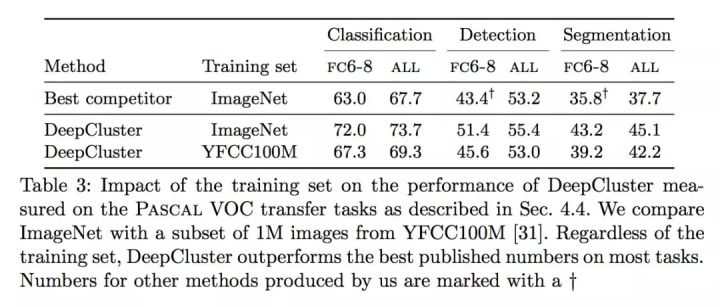 Classification Detection Segmentation
Method Training set FC6-8 ALL FC6-8 ALL FC6-8 ALL
Best competitor ImageNet 63.0 67.7 43.4† 53.2 35.8† 37.7
DeepCluster ImageNet 72.0 73.7 51.4 55.4 43.2 45.1
DeepCluster YFCC100M 67.3 69.3 45.6 53.0 39.2 42.2
Table 3: Impact of the training set on the performance of DeepCluster mea-
sured on the PASCAL VOC transfer tasks as described in Sec. 4.4. We compare
ImageNet with a subset of 1M images from YFCC100M [31]. Regardless of the
training set, DeepCluster outperforms the best published numbers on most tasks.
Numbers for other methods produced by us are marked with a †